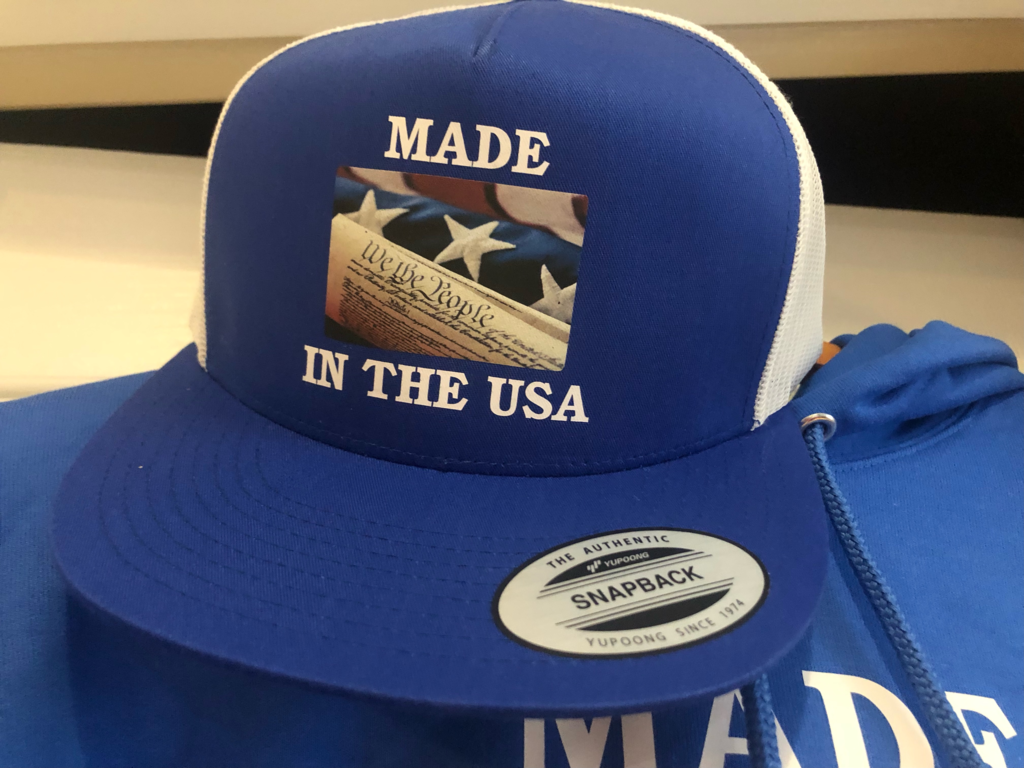 MADE
We the People
IN THE USA
THE AUTHENTIC
YUPOONG
SNAPBACK
YUPOONG SINCE 1974
MADE